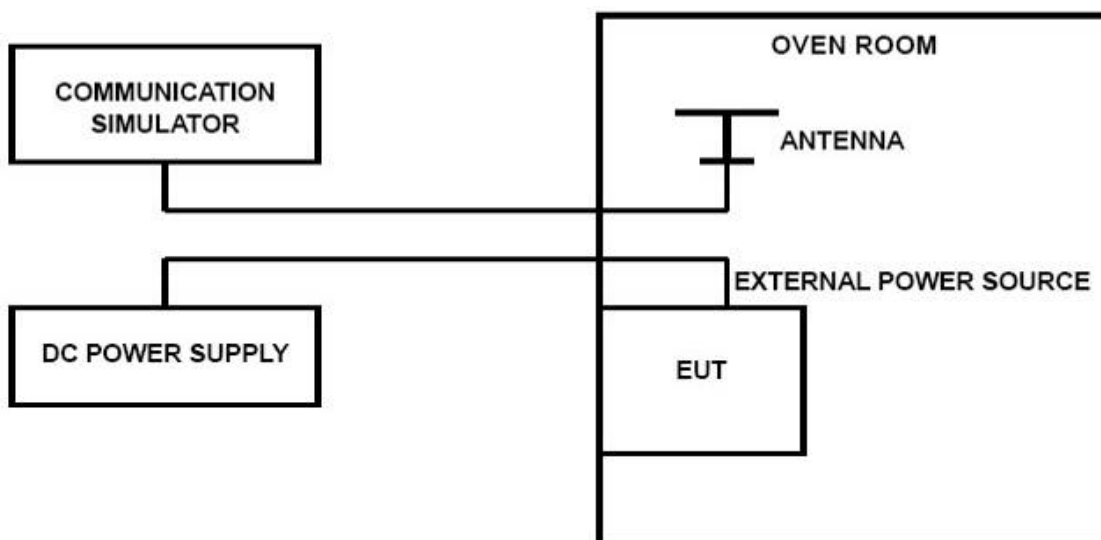 OVEN ROOM
COMMUNICATION
SIMULATOR
ANTENNA
EXTERNAL POWER SOURCE
DC POWER SUPPLY
EUT